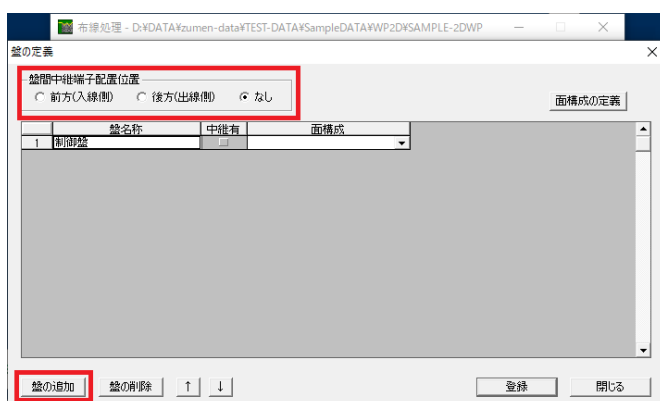 布線処理 - D:¥DATA¥zumen-data¥TEST-DATA¥SampleDATA¥WP2D¥SAMPLE-2DWP
盤の定義
盤間中継端子配置位置
前方(入線側) 後方(出線側) なし
面構成の定義
盤名称 中継有 面構成
1 制御盤
盤の追加 盤の削除 ↑ ↓ 登録 閉じる